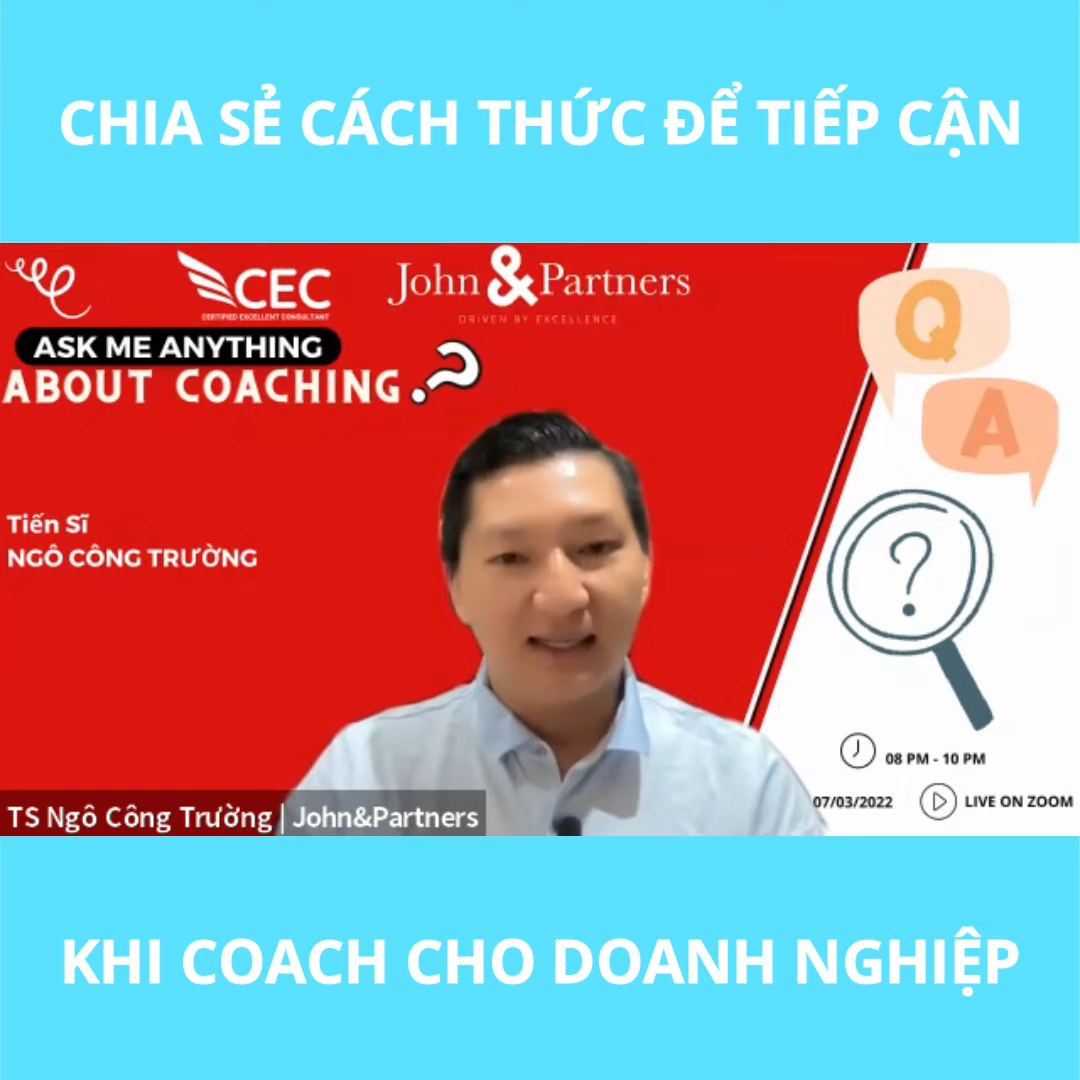 CHIA SẺ CÁCH THỨC ĐỂ TIẾP CẬN
CEC
CERTIFIED EXCELLENT CONSULTANT
John & Partners
DRIVEN BY EXCELLENCE
ASK ME ANYTHING
ABOUT COACHING ?
Q
A
?
Tiến Sĩ
NGÔ CÔNG TRƯỜNG
08 PM - 10 PM
07/03/2022
LIVE ON ZOOM
TS Ngô Công Trường | John&Partners
KHI COACH CHO DOANH NGHIỆP